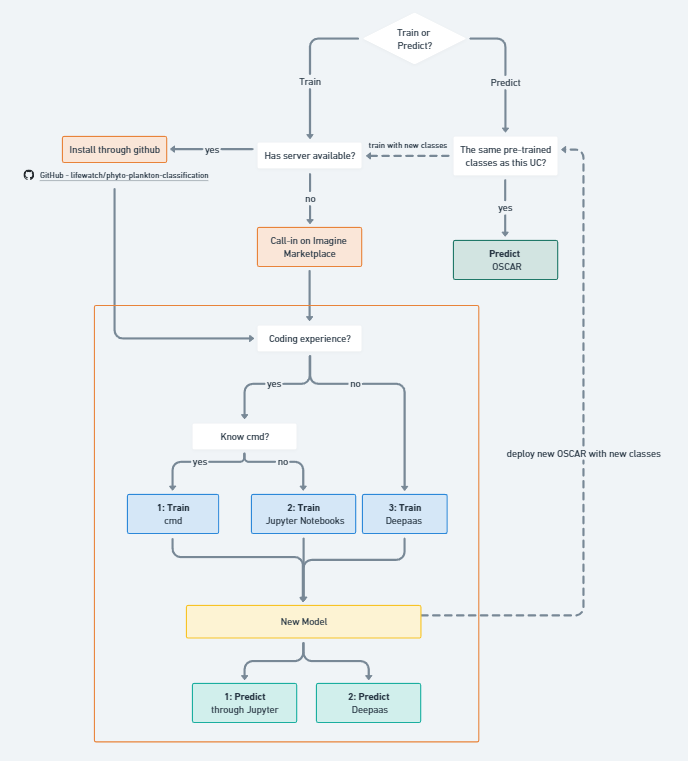 Train or
Predict?
Train
Predict
Install through github
yes
Has server available?
train with new classes
The same pre-trained
classes as this UC?
GitHub - lifewatch/phyto-plankton-classification
no
yes
Call-in on Imagine
Marketplace
Predict
OSCAR
Coding experience?
yes
no
Know cmd?
deploy new OSCAR with new classes
yes
no
1: Train
cmd
2: Train
Jupyter Notebooks
3: Train
Deepaas
New Model
1: Predict
through Jupyter
2: Predict
Deepaas